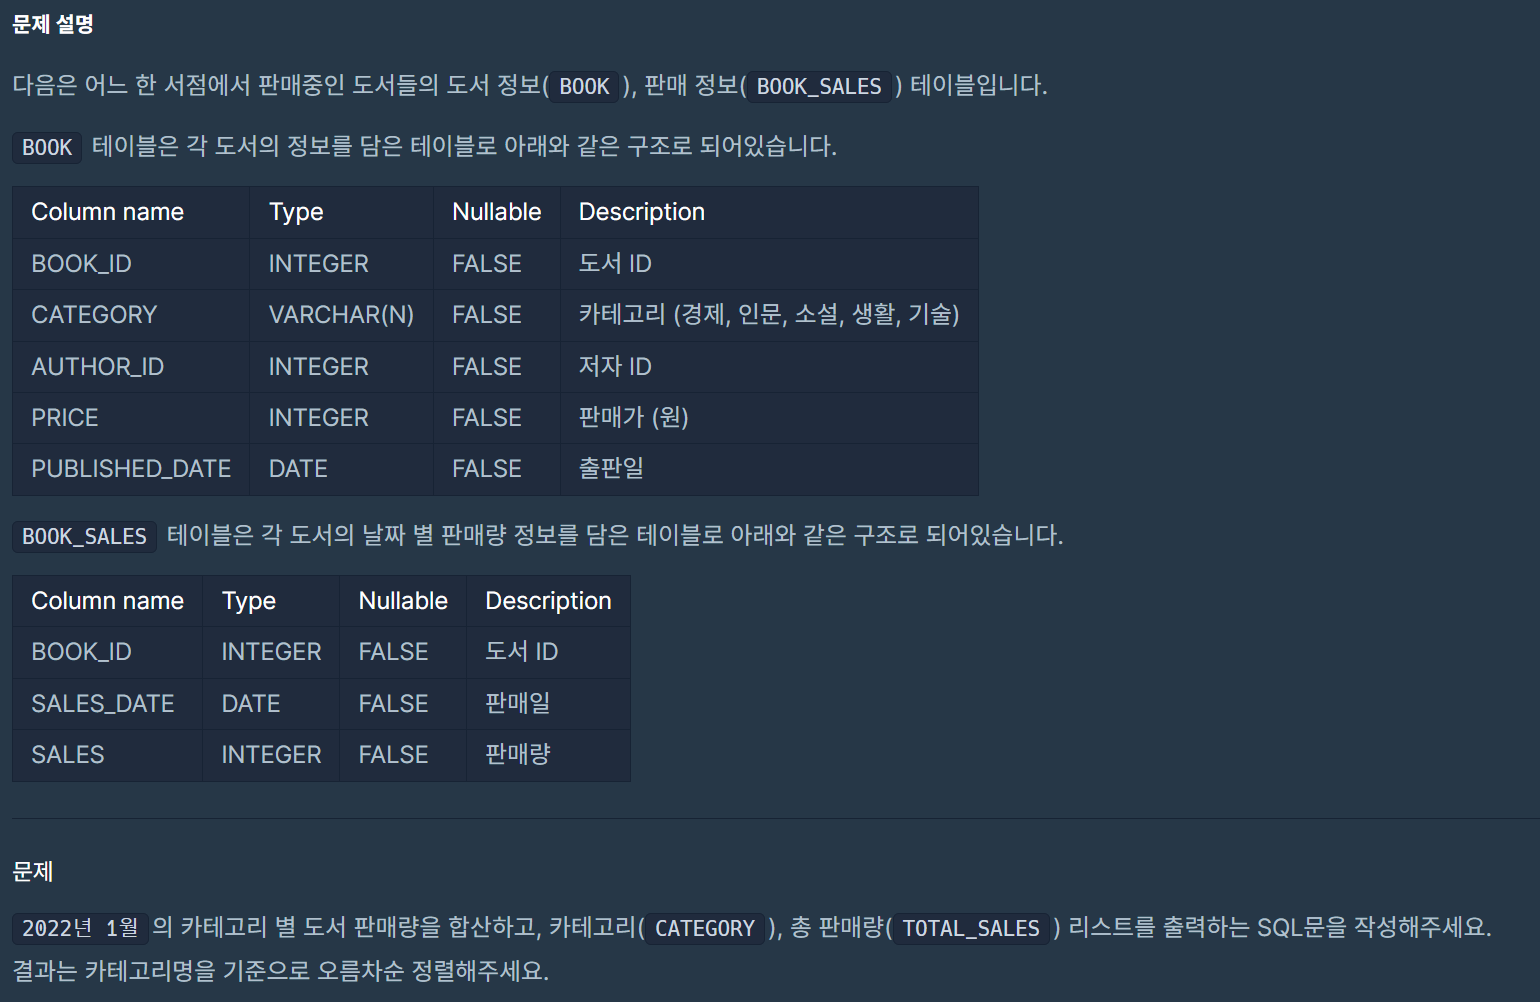 문제 설명
다음은 어느 한 서점에서 판매중인 도서들의 도서 정보(BOOK), 판매 정보(BOOK_SALES) 테이블입니다.
BOOK 테이블은 각 도서의 정보를 담은 테이블로 아래와 같은 구조로 되어있습니다.
Column name Type Nullable Description
BOOK_ID INTEGER FALSE 도서 ID
CATEGORY VARCHAR(N) FALSE 카테고리 (경제, 인문, 소설, 생활, 기술)
AUTHOR_ID INTEGER FALSE 저자 ID
PRICE INTEGER FALSE 판매가 (원)
PUBLISHED_DATE DATE FALSE 출판일
BOOK_SALES 테이블은 각 도서의 날짜 별 판매량 정보를 담은 테이블로 아래와 같은 구조로 되어있습니다.
Column name Type Nullable Description
BOOK_ID INTEGER FALSE 도서 ID
SALES_DATE DATE FALSE 판매일
SALES INTEGER FALSE 판매량
문제
2022년 1월의 카테고리 별 도서 판매량을 합산하고, 카테고리(CATEGORY), 총 판매량(TOTAL_SALES) 리스트를 출력하는 SQL문을 작성해주세요.
결과는 카테고리명을 기준으로 오름차순 정렬해주세요.